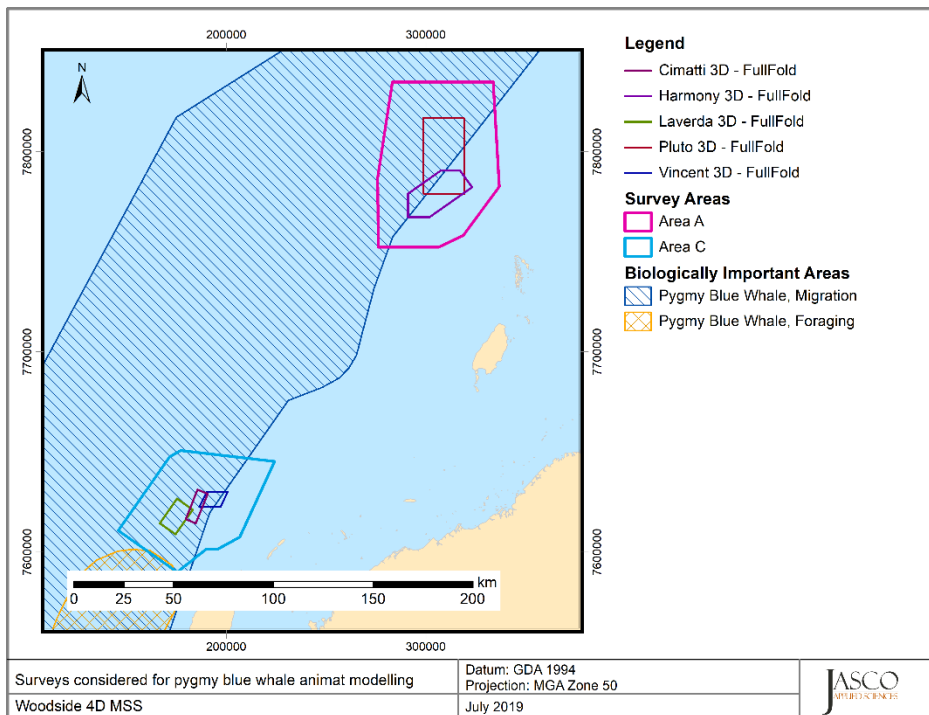 200000
300000
N
7800000
7800000
7700000
7700000
7600000
7600000
km
0
25
50
100
150
200
200000
300000
Legend
Cimatti 3D - FullFold
Harmony 3D - FullFold
Laverda 3D - FullFold
Pluto 3D - FullFold
Vincent 3D - FullFold
Survey Areas
Area A
Area C
Biologically Important Areas
Pygmy Blue Whale, Migration
Pygmy Blue Whale, Foraging
Surveys considered for pygmy blue whale animat modelling
Woodside 4D MSS
Datum: GDA 1994
Projection: MGA Zone 50
July 2019
JASCO
APPLIED SCIENCES